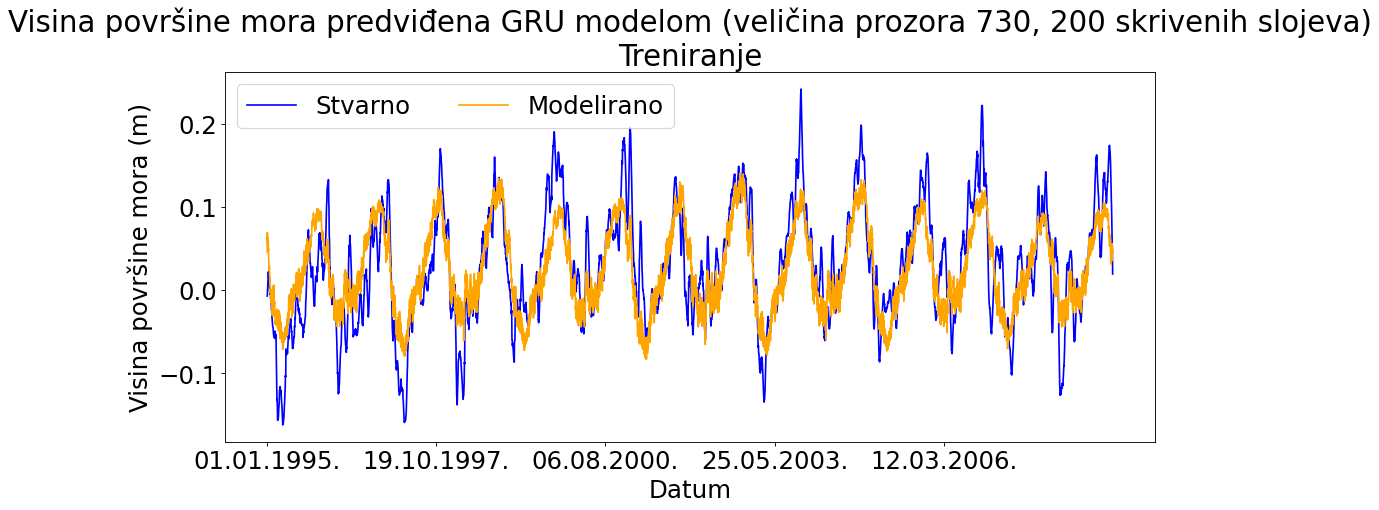 Visina površine mora predviđena GRU modelom (veličina prozora 730, 200 skrivenih slojeva)
Treniranje
Stvarno
Modelirano
Visina površine mora (m)
0.2
0.1
0.0
−0.1
01.01.1995.
19.10.1997.
06.08.2000.
25.05.2003.
12.03.2006.
Datum